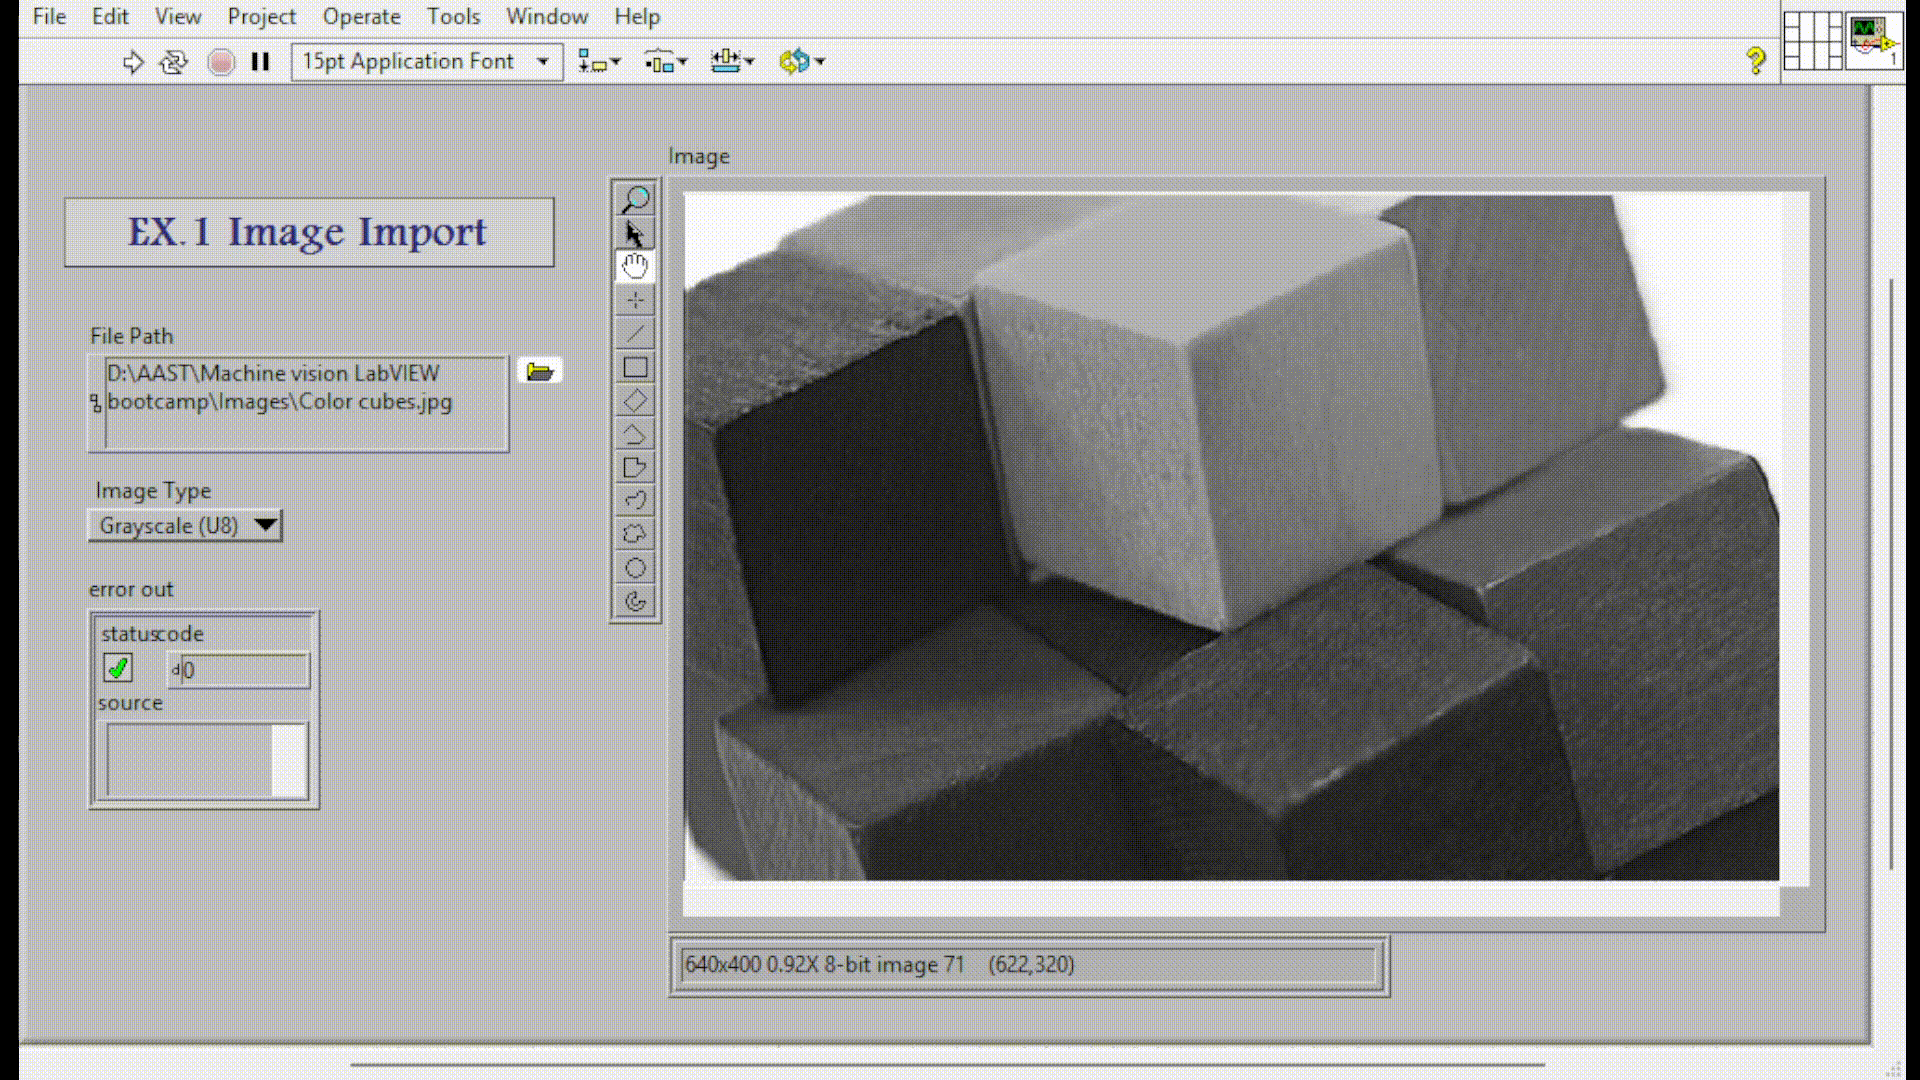 File Edit View Project Operate Tools Window Help
15pt Application Font
?
1
Image
EX.1 Image Import
File Path
D:\AAST\Machine vision LabVIEW
bootcamp\Images\Color cubes.jpg
Image Type
Grayscale (U8)
error out
status code
d 0
source
640x400 0.92X 8-bit image 71 (622,320)